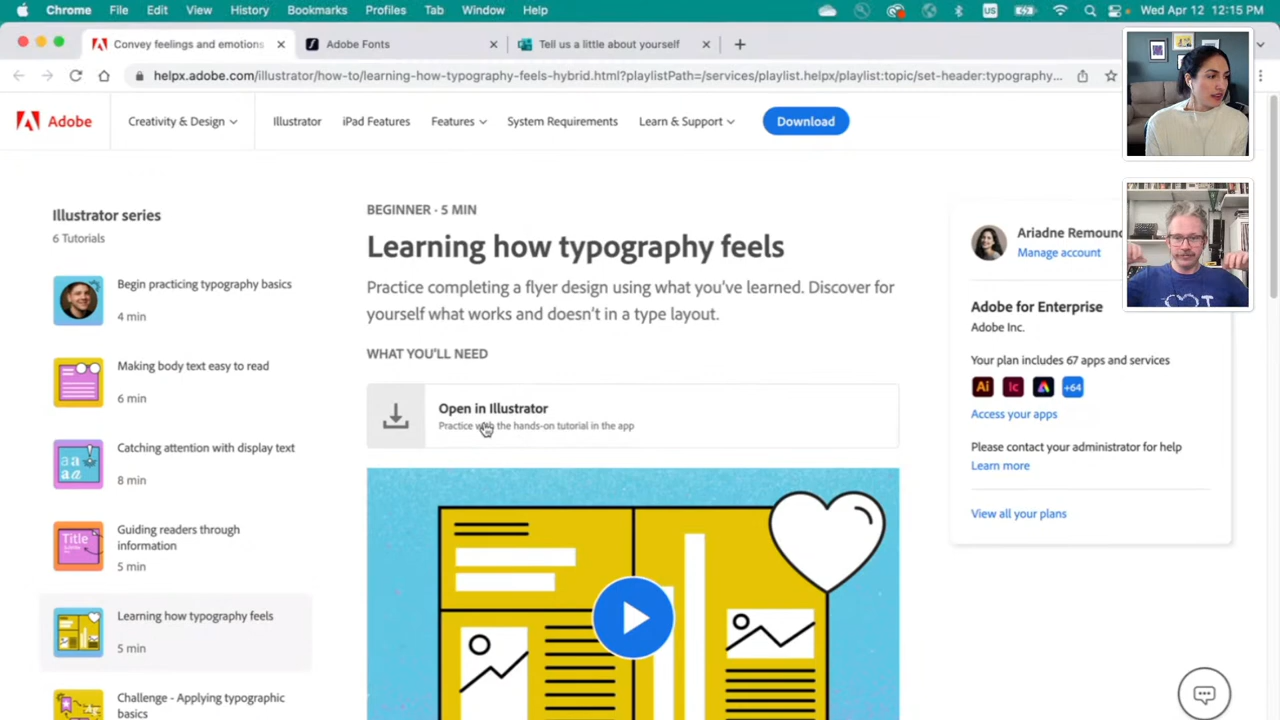 Chrome File Edit View History Bookmarks Profiles Tab Window Help
US
Wed Apr 12 12:15 PM
Convey feelings and emotions
Adobe Fonts
Tell us a little about yourself
helpx.adobe.com/illustrator/how-to/learning-how-typography-feels-hybrid.html?playlistPath=/services/playlist.helpx/playlist:topic/set-header:typography...
Adobe
Creativity & Design
Illustrator
iPad Features
Features
System Requirements
Learn & Support
Download
Illustrator series
6 Tutorials
Begin practicing typography basics
4 min
Making body text easy to read
6 min
aa
aa
Catching attention with display text
8 min
Title
Guiding readers through
information
5 min
Learning how typography feels
5 min
Challenge - Applying typographic
basics
BEGINNER · 5 MIN
Learning how typography feels
Practice completing a flyer design using what you've learned. Discover for
yourself what works and doesn't in a type layout.
WHAT YOU'LL NEED
Open in Illustrator
Practice with the hands-on tutorial in the app
Ariadne Remound
Manage account
Adobe for Enterprise
Adobe Inc.
Your plan includes 67 apps and services
Ai
Ic
+64
Access your apps
Please contact your administrator for help
Learn more
View all your plans